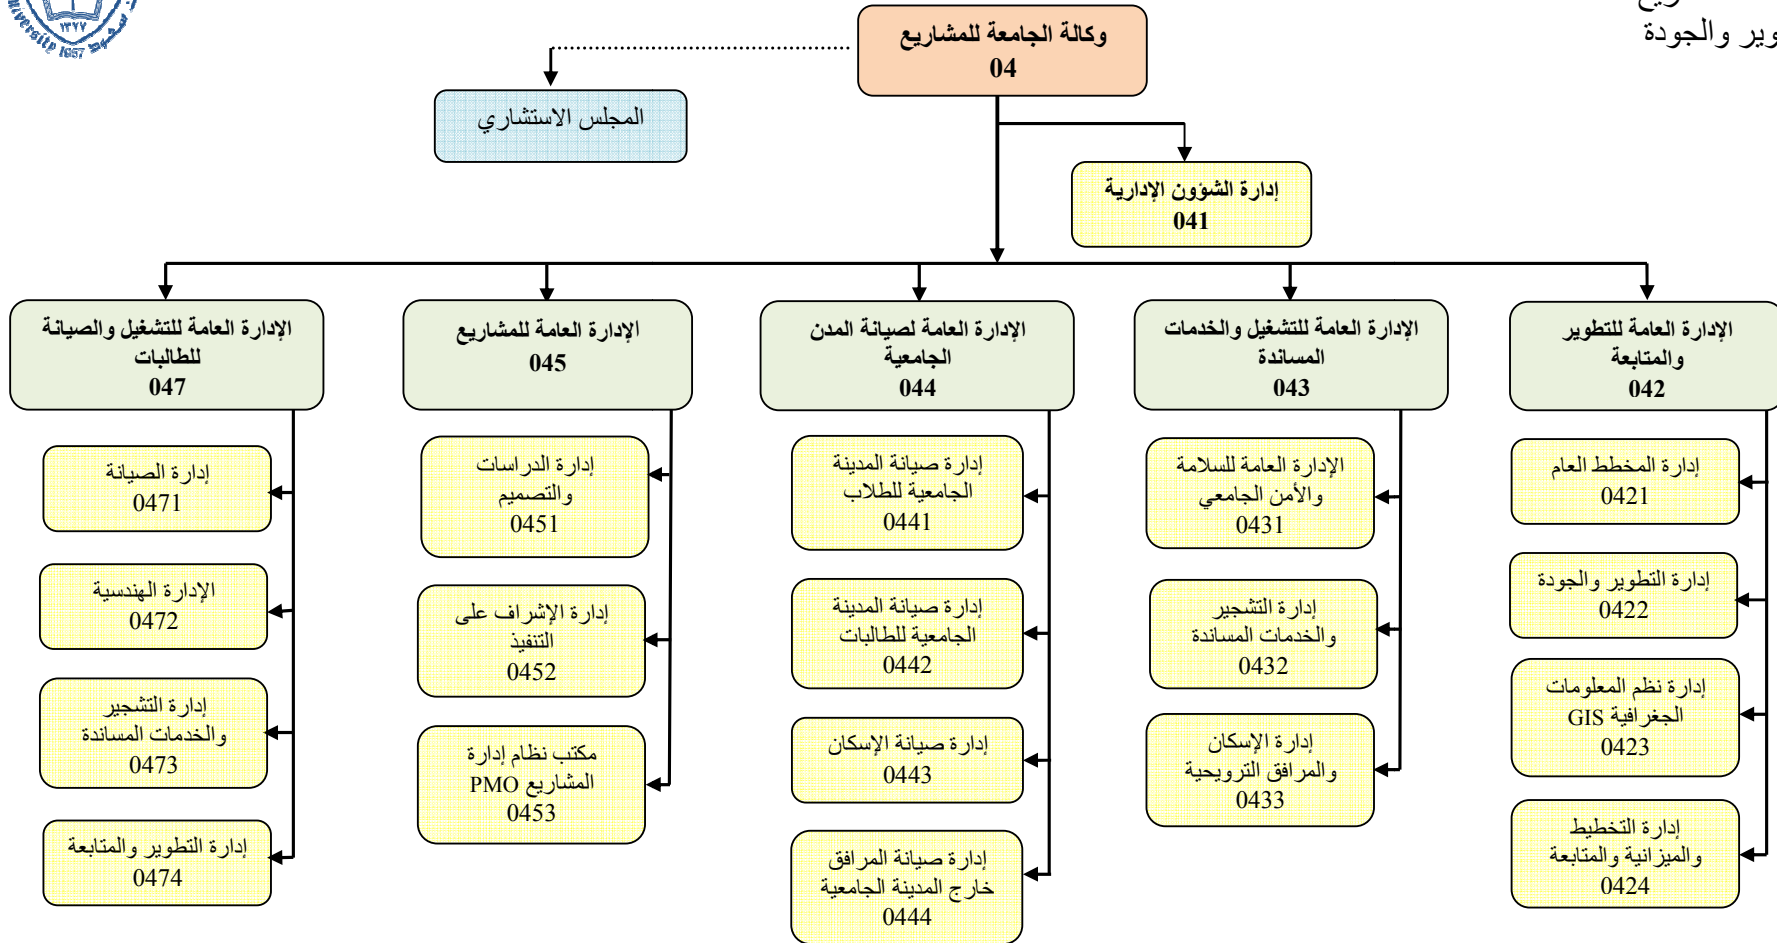 وير والجودة
University
١٣٧٧
1957
وكالة الجامعة للمشاريع
04
المجلس الاستشاري
إدارة الشؤون الإدارية
041
الإدارة العامة للتطوير
والمتابعة
042
إدارة المخطط العام
0421
إدارة التطوير والجودة
0422
إدارة نظم المعلومات
الجغرافية GIS
0423
إدارة التخطيط
والميزانية والمتابعة
0424
الإدارة العامة للتشغيل والخدمات
المساندة
043
الإدارة العامة للسلامة
والأمن الجامعي
0431
إدارة التشجير
والخدمات المساندة
0432
إدارة الإسكان
والمرافق الترويحية
0433
الإدارة العامة لصيانة المدن
الجامعية
044
إدارة صيانة المدينة
الجامعية للطلاب
0441
إدارة صيانة المدينة
الجامعية للطالبات
0442
إدارة صيانة الإسكان
0443
إدارة صيانة المرافق
خارج المدينة الجامعية
0444
الإدارة العامة للمشاريع
045
إدارة الدراسات
والتصميم
0451
إدارة الإشراف على
التنفيذ
0452
مكتب نظام إدارة
المشاريع PMO
0453
الإدارة العامة للتشغيل والصيانة
للطالبات
047
إدارة الصيانة
0471
الإدارة الهندسية
0472
إدارة التشجير
والخدمات المساندة
0473
إدارة التطوير والمتابعة
0474